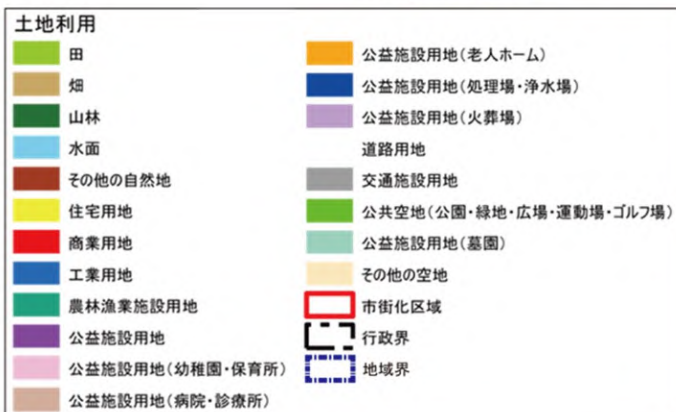 土地利用
田
畑
山林
水面
その他の自然地
住宅用地
商業用地
工業用地
農林漁業施設用地
公益施設用地
公益施設用地(幼稚園・保育所)
公益施設用地(病院・診療所)
公益施設用地(老人ホーム)
公益施設用地(処理場・浄水場)
公益施設用地(火葬場)
道路用地
交通施設用地
公共空地(公園・緑地・広場・運動場・ゴルフ場)
公益施設用地(墓園)
その他の空地
市街化区域
行政界
地域界